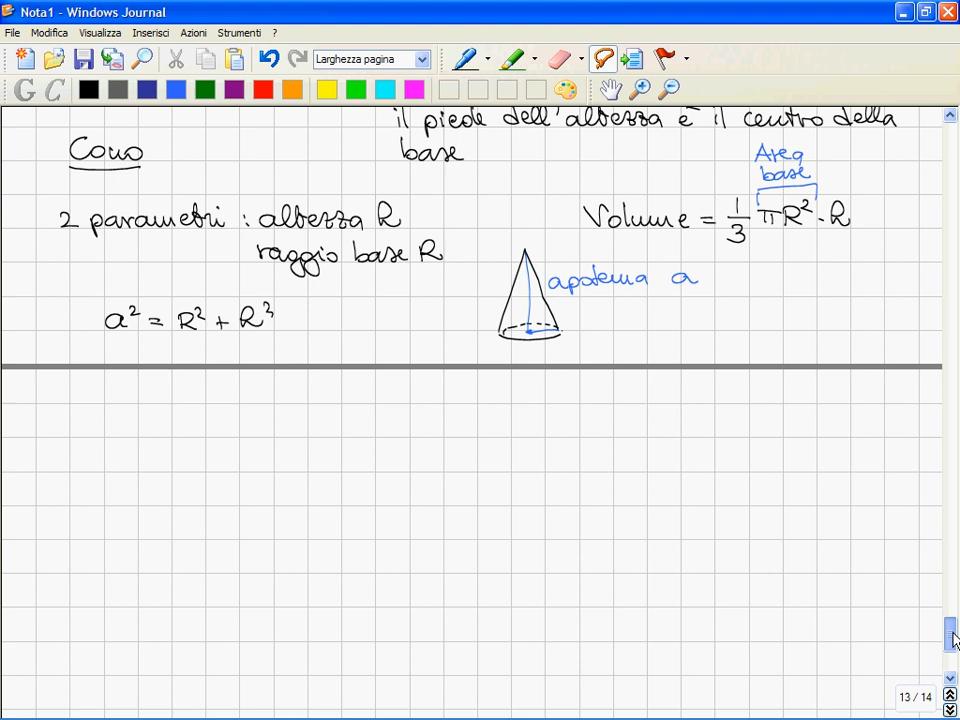 Nota1 - Windows Journal
File Modifica Visualizza Inserisci Azioni Strumenti ?
Larghezza pagina
G C
il piede dell'altezza è il centro della
base
Cono
Area
base
2 parametri : altezza h
raggio base R
Volume = 1/3 πR² · h
apotema a
a² = R² + h²
13 / 14